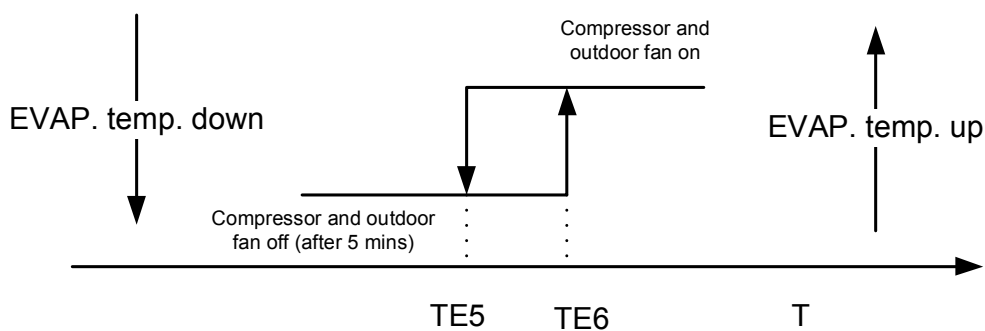 Compressor and
outdoor fan on
EVAP. temp. down
EVAP. temp. up
Compressor and outdoor
fan off (after 5 mins)
TE5
TE6
T